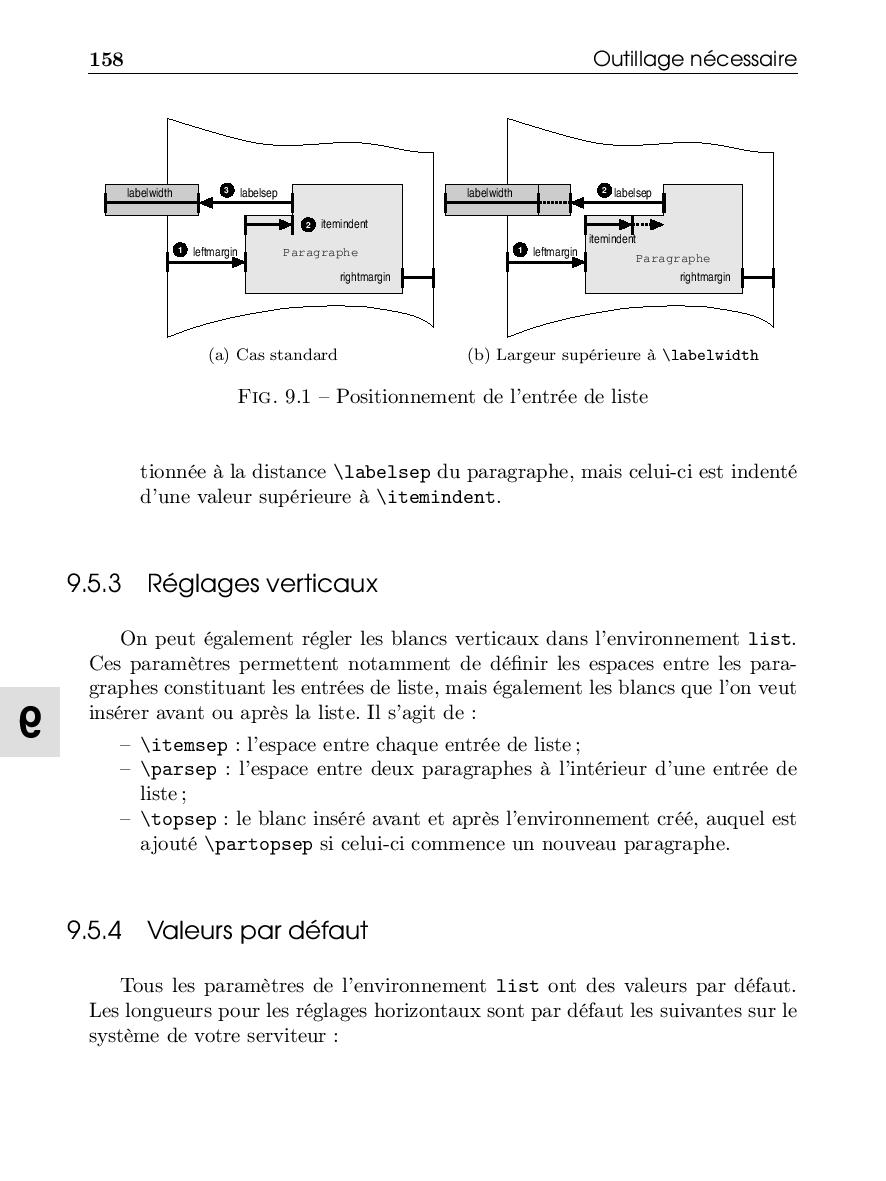 158 Outillage nécessaire
labelwidth ❸ labelsep
❷ itemindent
❶ leftmargin
Paragraphe
rightmargin
(a) Cas standard
labelwidth ❷ labelsep
itemindent
❶ leftmargin
Paragraphe
rightmargin
(b) Largeur supérieure à \labelwidth
FIG. 9.1 – Positionnement de l'entrée de liste
tionnée à la distance \labelsep du paragraphe, mais celui-ci est indenté
d'une valeur supérieure à \itemindent.
9.5.3 Réglages verticaux
On peut également régler les blancs verticaux dans l'environnement list.
Ces paramètres permettent notamment de définir les espaces entre les para-
graphes constituant les entrées de liste, mais également les blancs que l'on veut
insérer avant ou après la liste. Il s'agit de :
– \itemsep : l'espace entre chaque entrée de liste ;
– \parsep : l'espace entre deux paragraphes à l'intérieur d'une entrée de
liste ;
– \topsep : le blanc inséré avant et après l'environnement créé, auquel est
ajouté \partopsep si celui-ci commence un nouveau paragraphe.
9
9.5.4 Valeurs par défaut
Tous les paramètres de l'environnement list ont des valeurs par défaut.
Les longueurs pour les réglages horizontaux sont par défaut les suivantes sur le
système de votre serviteur :